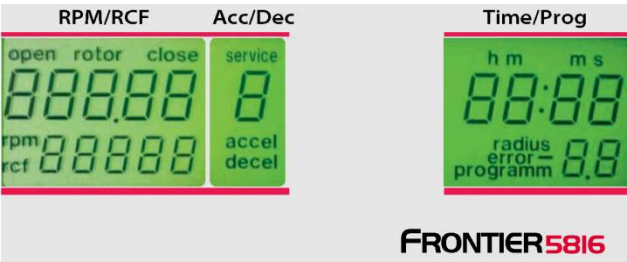 RPM/RCF Acc/Dec Time/Prog
open rotor close service h m m s
888.88 8 88:88
rpm 88888 accel radius
rcf decel error –
programm 8.8
FRONTIER5816